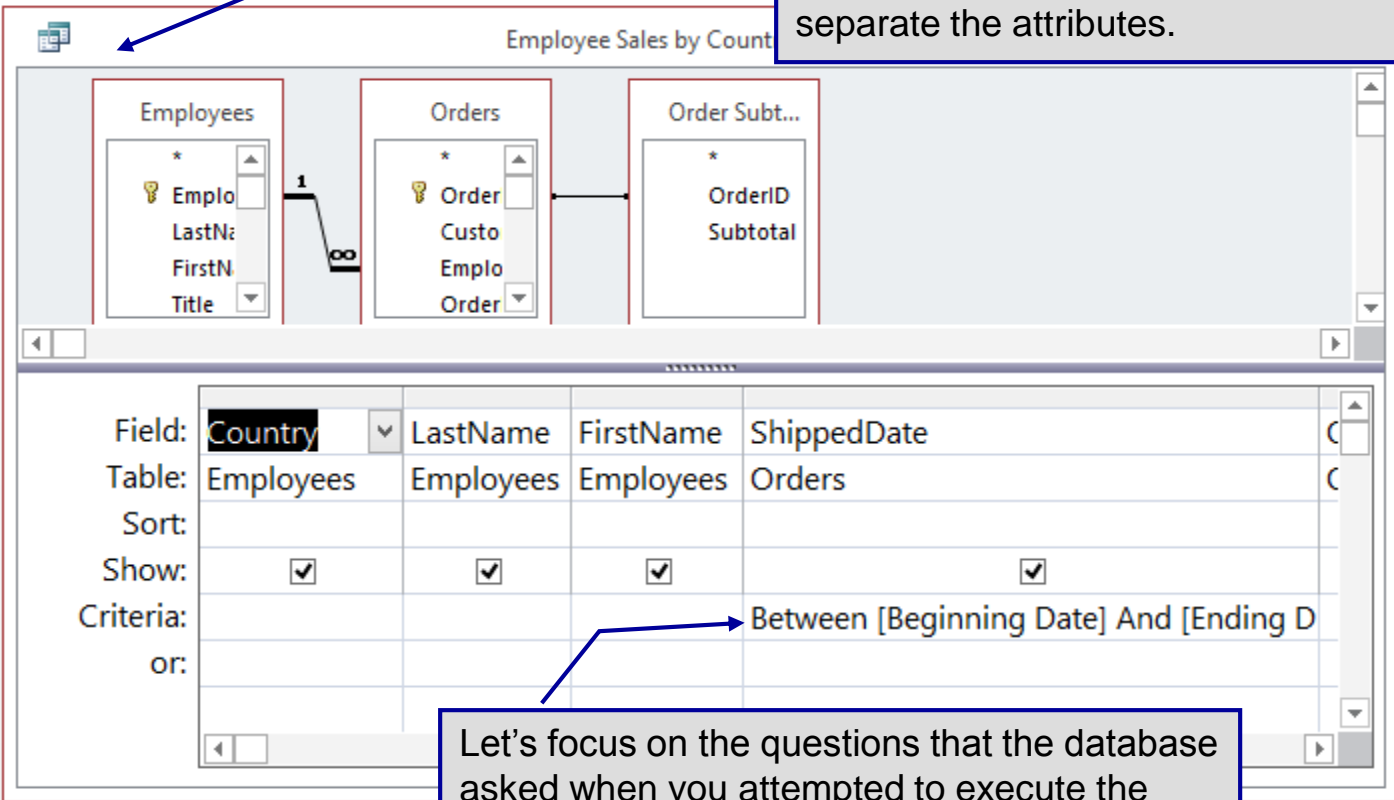 separate the attributes.
Employee Sales by Count
Employees
*
Emplo
LastNa
FirstN
Title
1
∞
Orders
*
Order
Custo
Emplo
Order
Order Subt...
*
OrderID
Subtotal
Field: Country LastName FirstName ShippedDate
Table: Employees Employees Employees Orders
Sort:
Show:
Criteria: Between [Beginning Date] And [Ending D
or:
Let's focus on the questions that the database
asked when you attempted to execute the